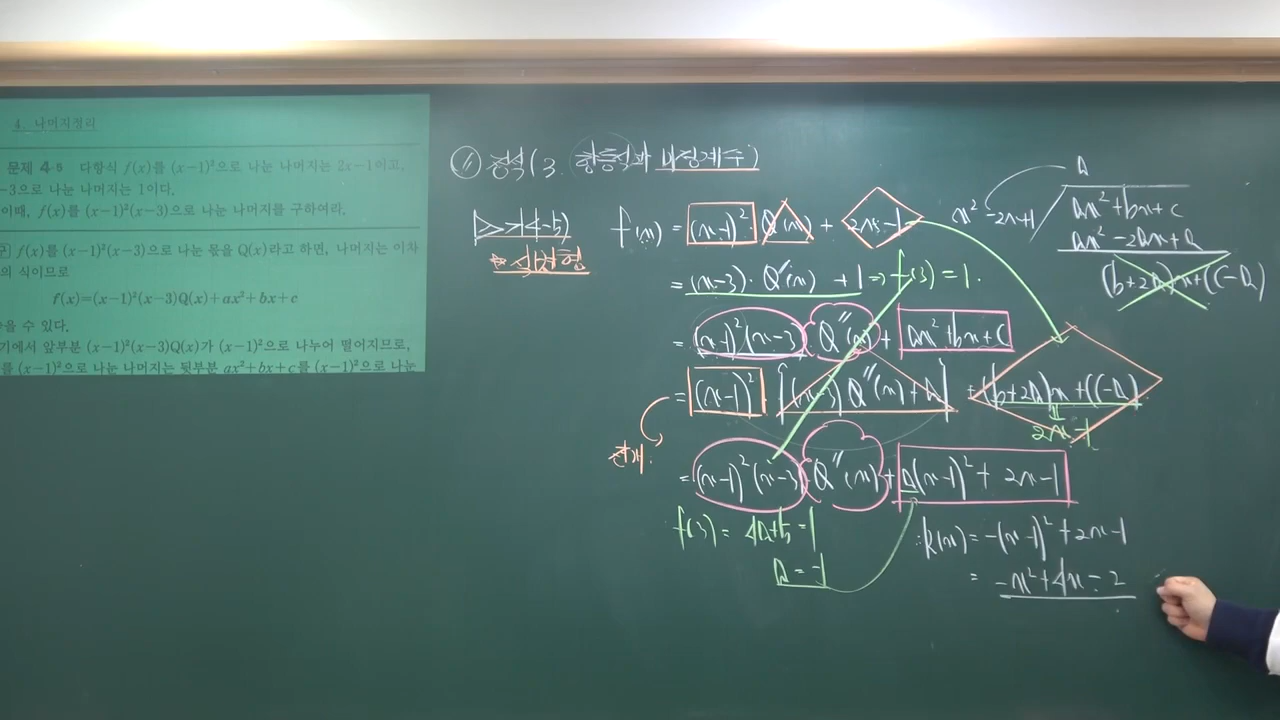 4. 나머지정리
문제 4·5 다항식 f(x)를 (x−1)²으로 나눈 나머지는 2x−1이고,
−3으로 나눈 나머지는 1이다.
이때, f(x)를 (x−1)²(x−3)으로 나눈 나머지를 구하여라.
f(x)를 (x−1)²(x−3)으로 나눈 몫을 Q(x)라고 하면, 나머지는 이차
의 식이므로
f(x)=(x−1)²(x−3)Q(x)+ax²+bx+c
을 수 있다.
기에서 앞부분 (x−1)²(x−3)Q(x)가 (x−1)²으로 나누어 떨어지므로,
를 (x−1)²으로 나눈 나머지는 뒷부분 ax²+bx+c를 (x−1)²으로 나눈
정석(3. 항등식과 미정계수)
f(x) = (x−1)² Q(x) + 2x−1
= (x−3)·Q'(x) + 1 ⇒ f(3) = 1.
= (x−1)²(x−3) Q''(x) + ax²+bx+c
= (x−1)² [(x−3)Q''(x)+a] + (b+2a)x+(c−a)
2x−1
전개.
= (x−1)²(x−3) Q''(x) + a(x−1)² + 2x−1
f(3) = 4a+5 = 1
a = −1
∴ R(x) = −(x−1)² + 2x−1
= −x²+4x−2
a
x²−2x+1
ax²+bx+c
ax²−2ax+a
(b+2a)x+(c−a)